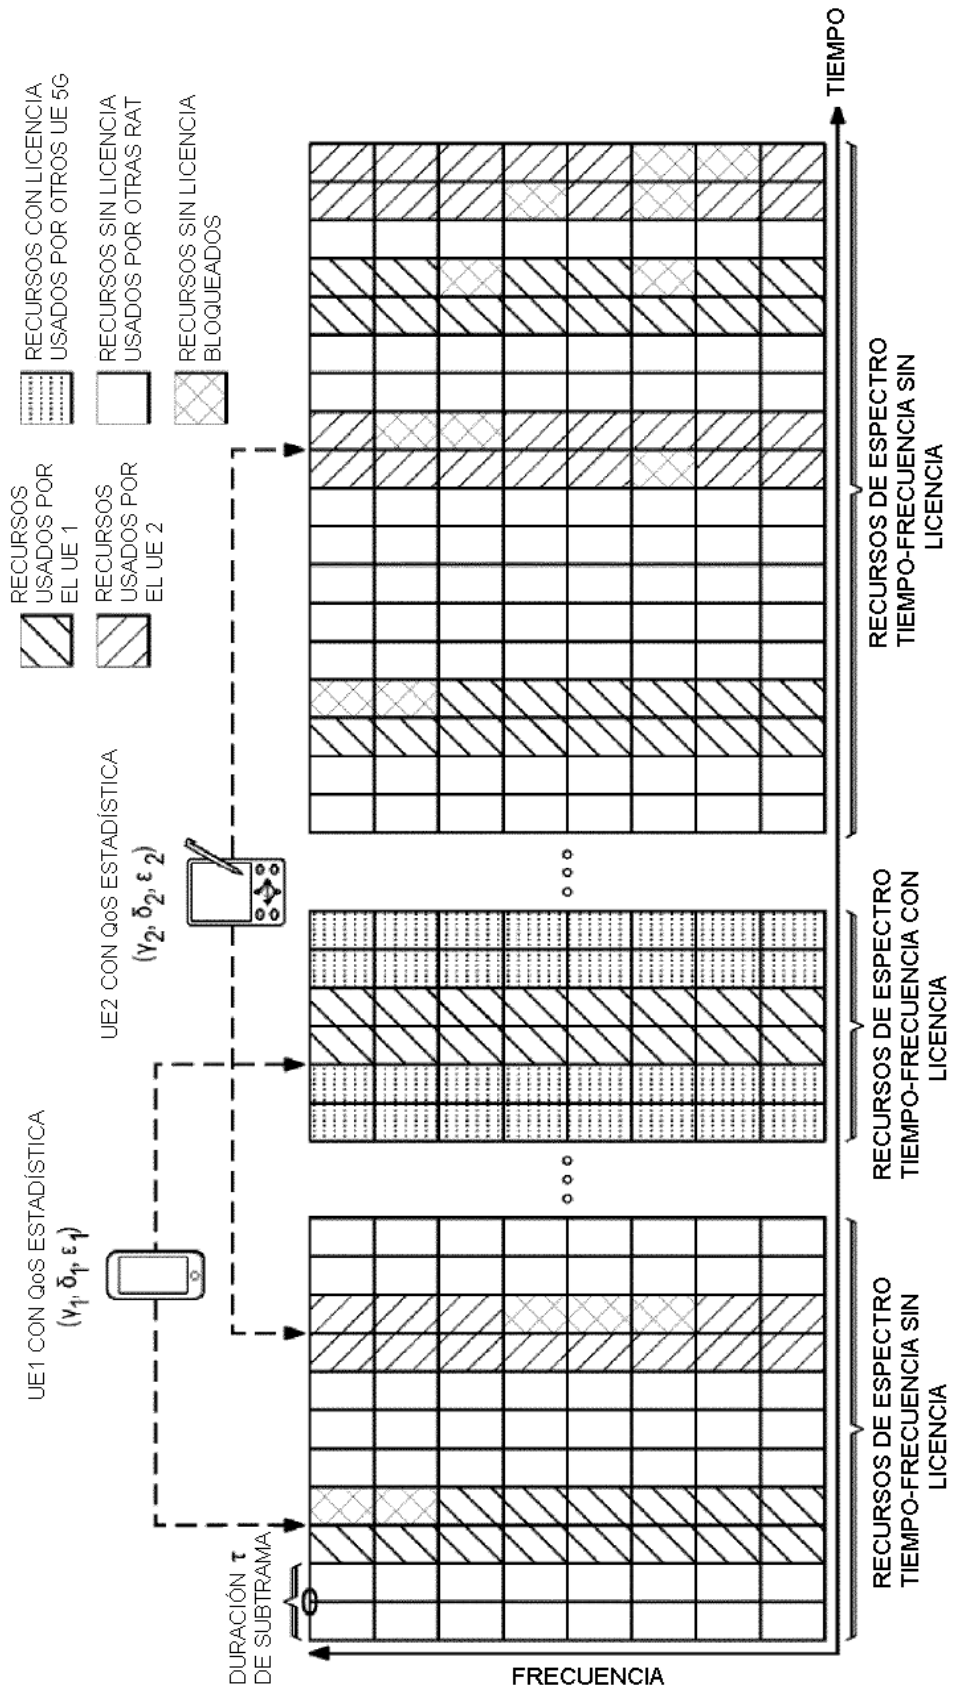 RECURSOS
USADOS POR
EL UE 1
RECURSOS
USADOS POR
EL UE 2
RECURSOS CON LICENCIA
USADOS POR OTROS UE 5G
RECURSOS SIN LICENCIA
USADOS POR OTRAS RAT
RECURSOS SIN LICENCIA
BLOQUEADOS
UE1 CON QoS ESTADÍSTICA
(γ1, δ1, ε1)
UE2 CON QoS ESTADÍSTICA
(γ2, δ2, ε2)
DURACIÓN τ
DE SUBTRAMA
FRECUENCIA
TIEMPO
RECURSOS DE ESPECTRO
TIEMPO-FRECUENCIA SIN
LICENCIA
RECURSOS DE ESPECTRO
TIEMPO-FRECUENCIA CON
LICENCIA
RECURSOS DE ESPECTRO
TIEMPO-FRECUENCIA SIN
LICENCIA